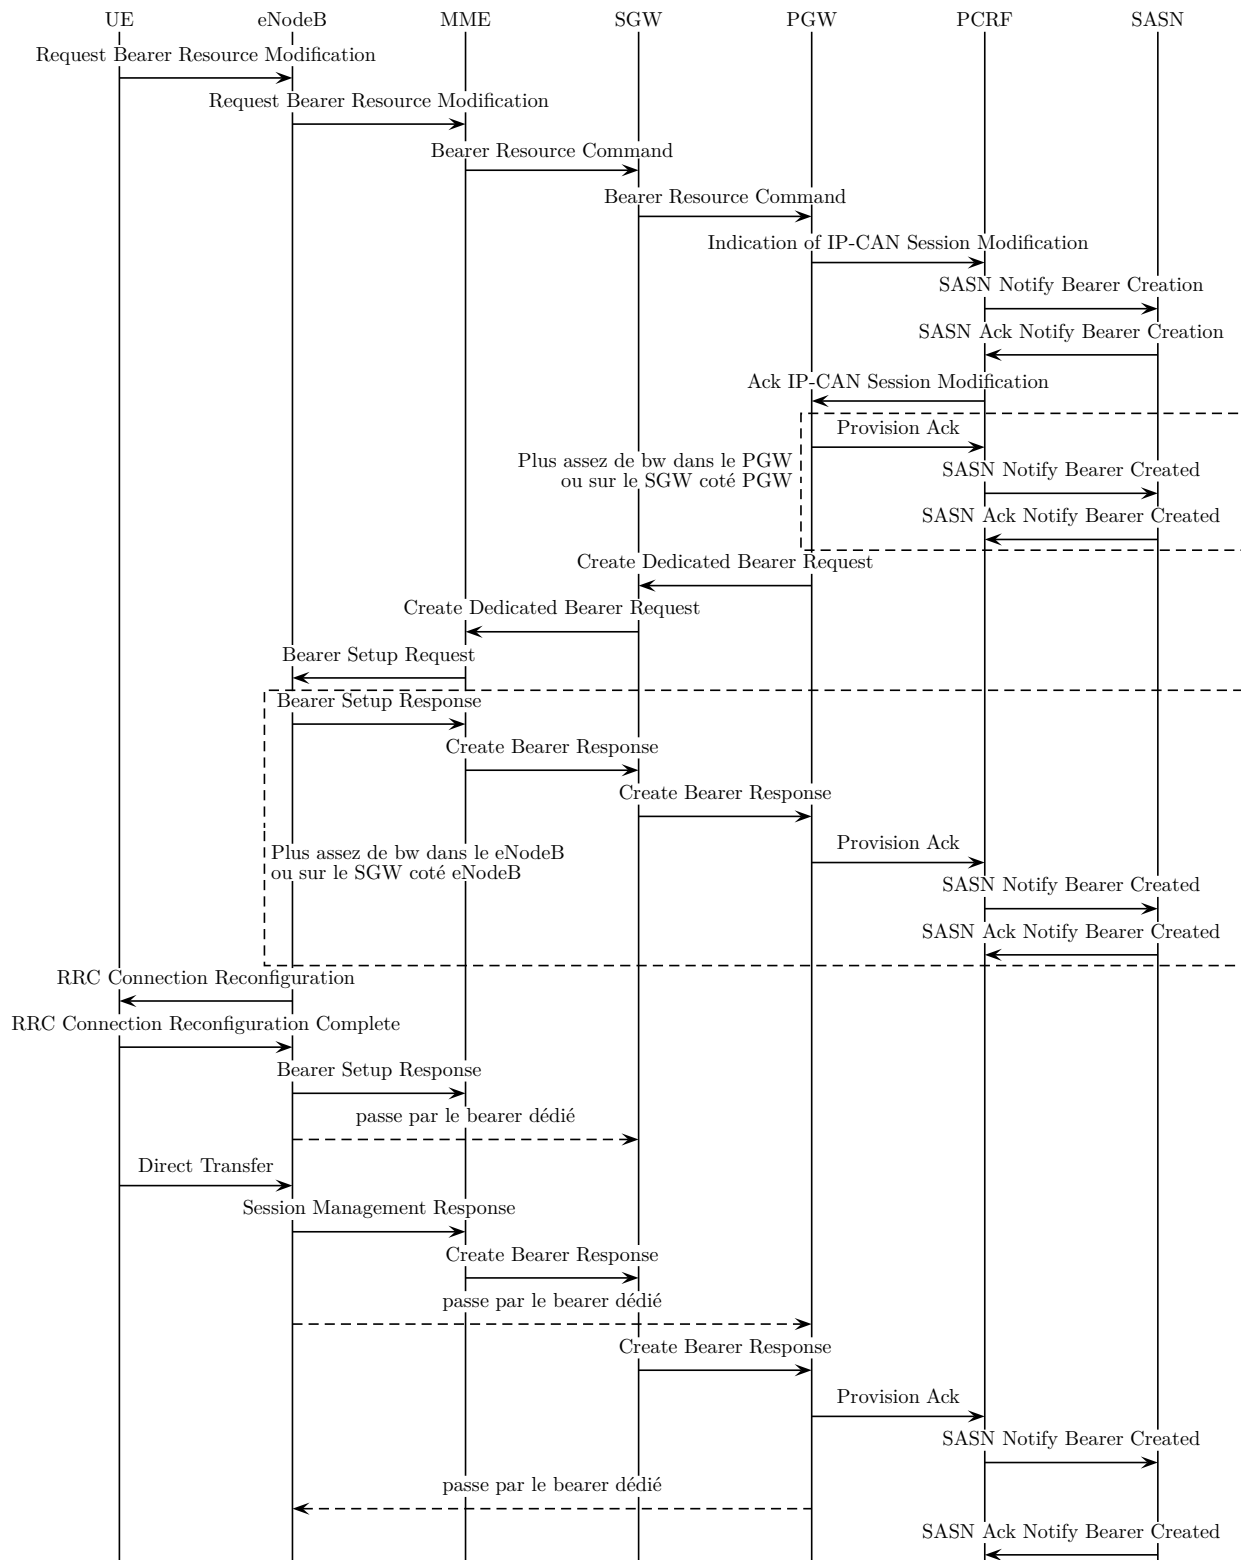 UE eNodeB MME SGW PGW PCRF SASN
Request Bearer Resource Modification
Request Bearer Resource Modification
Bearer Resource Command
Bearer Resource Command
Indication of IP-CAN Session Modification
SASN Notify Bearer Creation
SASN Ack Notify Bearer Creation
Ack IP-CAN Session Modification
Provision Ack
Plus assez de bw dans le PGW
ou sur le SGW coté PGW
SASN Notify Bearer Created
SASN Ack Notify Bearer Created
Create Dedicated Bearer Request
Create Dedicated Bearer Request
Bearer Setup Request
Bearer Setup Response
Create Bearer Response
Create Bearer Response
Provision Ack
Plus assez de bw dans le eNodeB
ou sur le SGW coté eNodeB
SASN Notify Bearer Created
SASN Ack Notify Bearer Created
RRC Connection Reconfiguration
RRC Connection Reconfiguration Complete
Bearer Setup Response
passe par le bearer dédié
Direct Transfer
Session Management Response
Create Bearer Response
passe par le bearer dédié
Create Bearer Response
Provision Ack
SASN Notify Bearer Created
passe par le bearer dédié
SASN Ack Notify Bearer Created